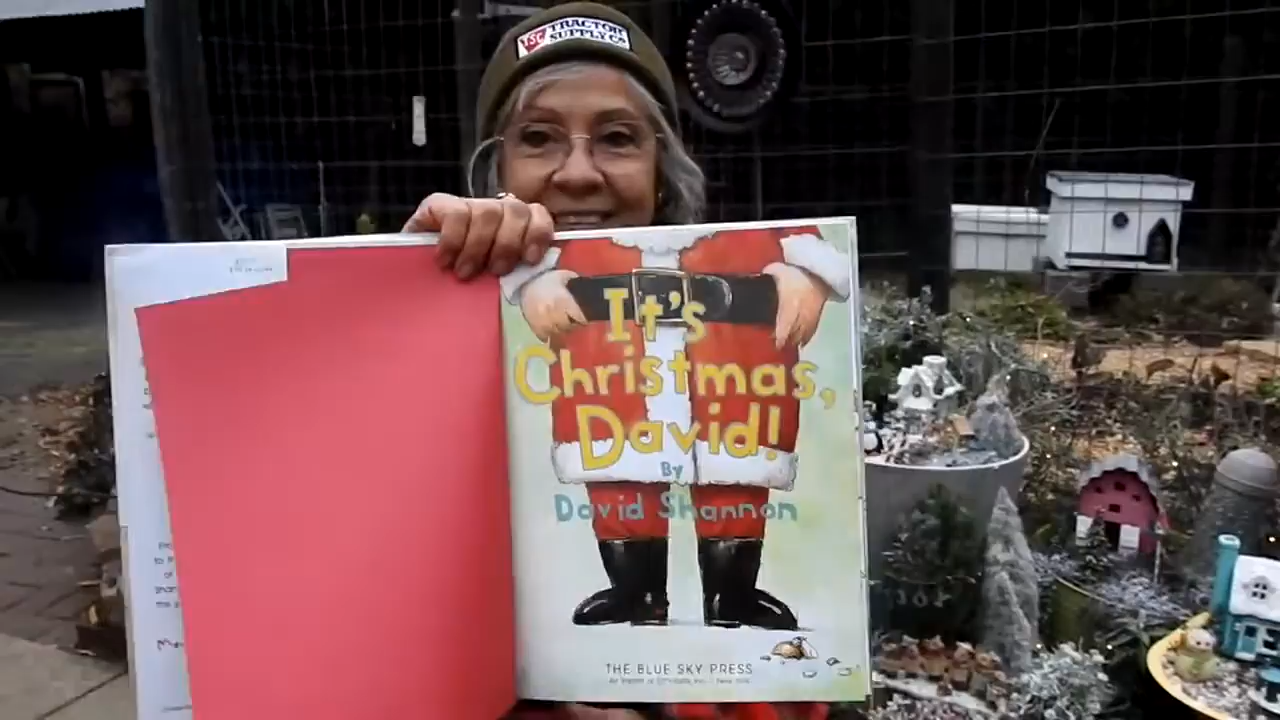 TSC TRACTOR
SUPPLY Co
It's
Christmas,
David!
By
David Shannon
THE BLUE SKY PRESS